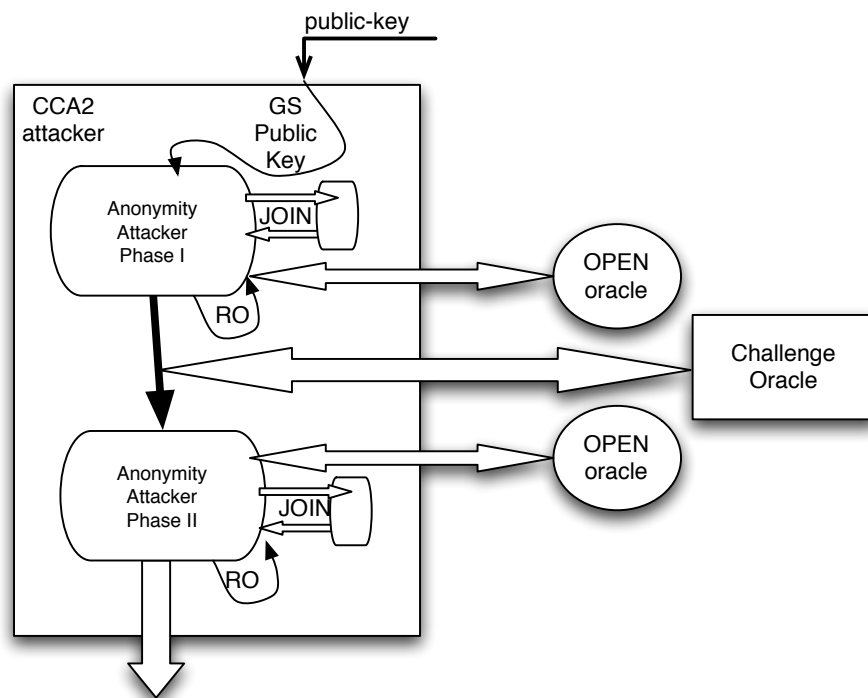 public-key
CCA2
attacker
GS
Public
Key
Anonymity
Attacker
Phase I
JOIN
RO
OPEN
oracle
Challenge
Oracle
Anonymity
Attacker
Phase II
JOIN
RO
OPEN
oracle